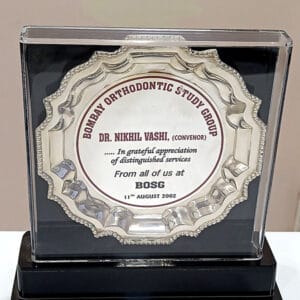 BOMBAY ORTHODONTIC STUDY GROUP
DR. NIKHIL VASHI, (CONVENOR)
..... In grateful appreciation
of distinguished services
From all of us at
BOSG
11TH AUGUST 2002